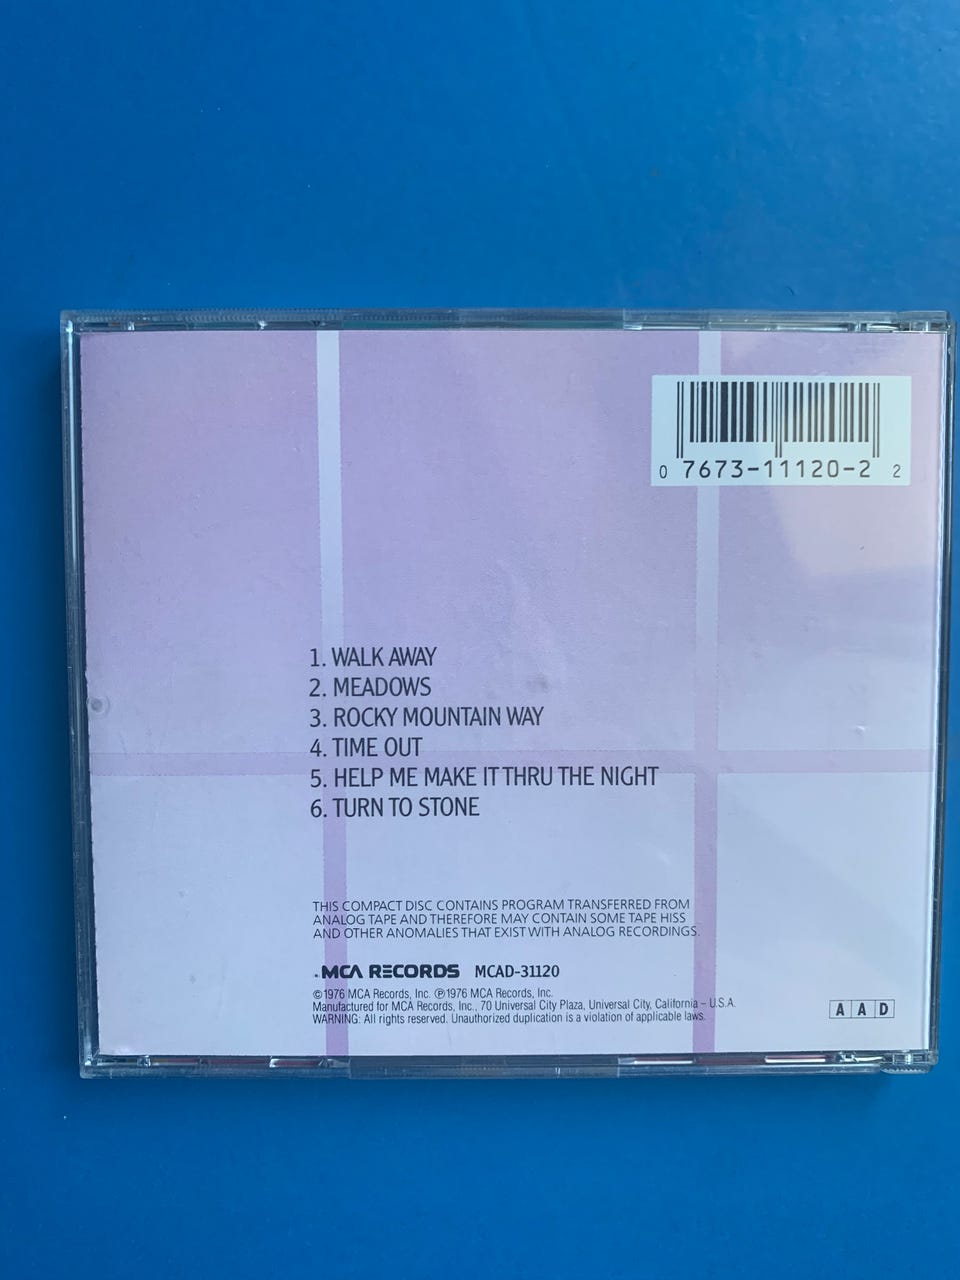 0 7673-11120-2 2
1. WALK AWAY
2. MEADOWS
3. ROCKY MOUNTAIN WAY
4. TIME OUT
5. HELP ME MAKE IT THRU THE NIGHT
6. TURN TO STONE
THIS COMPACT DISC CONTAINS PROGRAM TRANSFERRED FROM
ANALOG TAPE AND THEREFORE MAY CONTAIN SOME TAPE HISS
AND OTHER ANOMALIES THAT EXIST WITH ANALOG RECORDINGS.
MCA RECORDS MCAD-31120
©1976 MCA Records, Inc. ℗1976 MCA Records, Inc.
Manufactured for MCA Records, Inc., 70 Universal City Plaza, Universal City, California – U.S.A.
WARNING: All rights reserved. Unauthorized duplication is a violation of applicable laws.
A A D